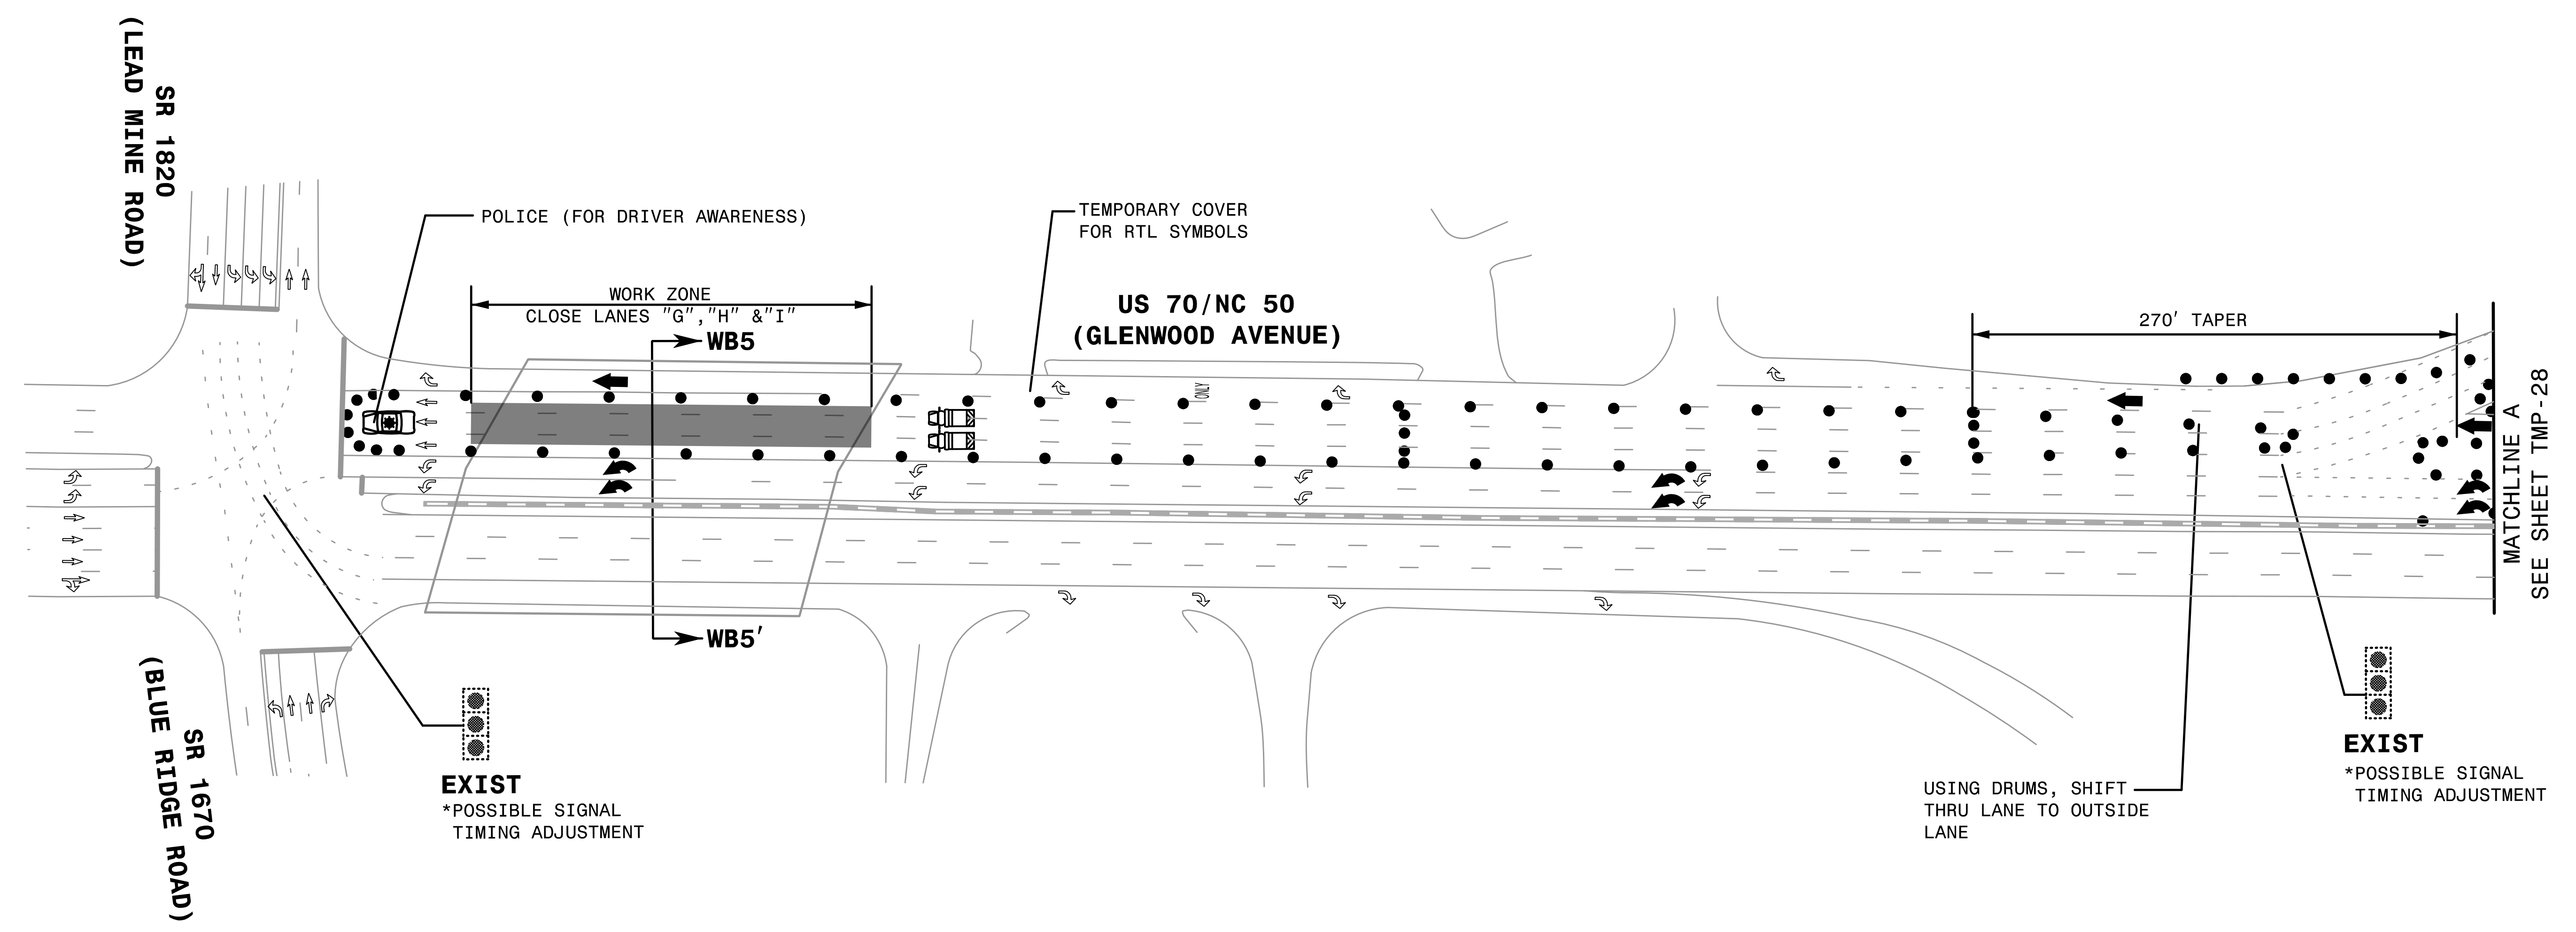 SR 1820
(LEAD MINE ROAD)
POLICE (FOR DRIVER AWARENESS)
TEMPORARY COVER
FOR RTL SYMBOLS
WORK ZONE
CLOSE LANES "G","H" &"I"
WB5
US 70/NC 50
(GLENWOOD AVENUE)
270' TAPER
ONLY
MATCHLINE A
SEE SHEET TMP-28
WB5'
SR 1670
(BLUE RIDGE ROAD)
EXIST
*POSSIBLE SIGNAL
TIMING ADJUSTMENT
USING DRUMS, SHIFT
THRU LANE TO OUTSIDE
LANE
EXIST
*POSSIBLE SIGNAL
TIMING ADJUSTMENT